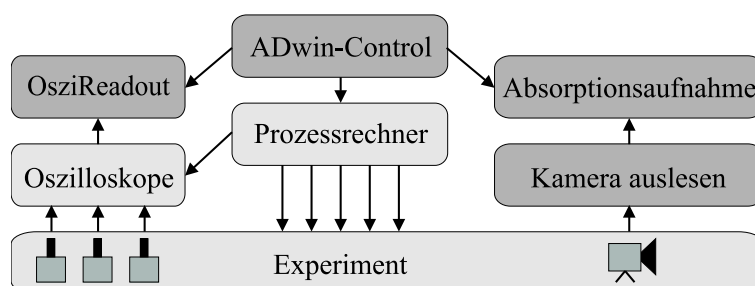 ADwin-Control
OsziReadout
Absorptionsaufnahme
Prozessrechner
Oszilloskope
Kamera auslesen
Experiment